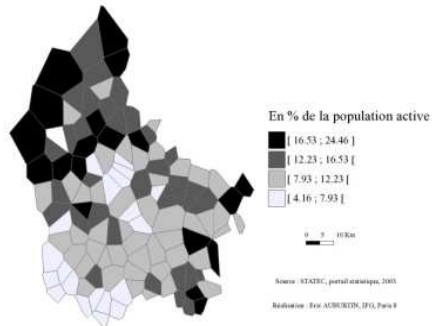 En % de la population active
[ 16.53 ; 24.46 ]
[ 12.23 ; 16.53 [
[ 7.93 ; 12.23 [
[ 4.16 ; 7.93 [
0 5 10 Km
Source : STATEC, portail statistique, 2003
Réalisation : Eric AUBURTIN, IFG, Paris 8